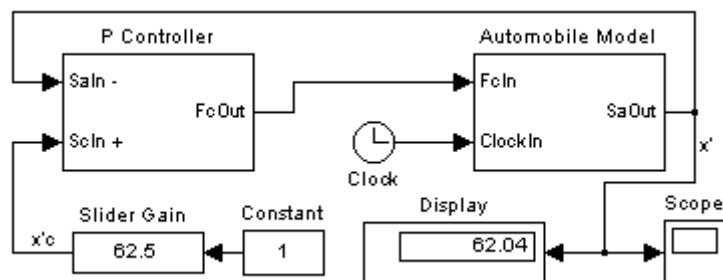 P Controller
Automobile Model
SaIn -
FcIn
FcOut
SaOut
ScIn +
ClockIn
x'
Clock
Slider Gain
Constant
Display
Scope
x'c
62.5
1
62.04